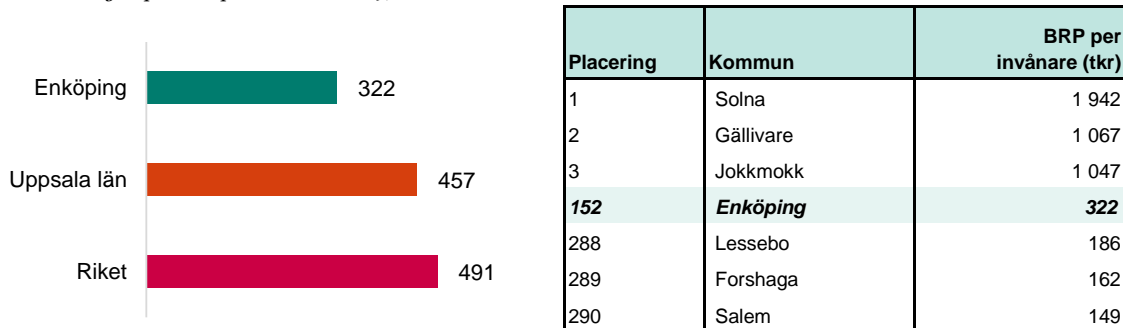 Enköping 322
Uppsala län 457
Riket 491
Placering Kommun BRP per invånare (tkr)
1 Solna 1 942
2 Gällivare 1 067
3 Jokkmokk 1 047
152 Enköping 322
288 Lessebo 186
289 Forshaga 162
290 Salem 149